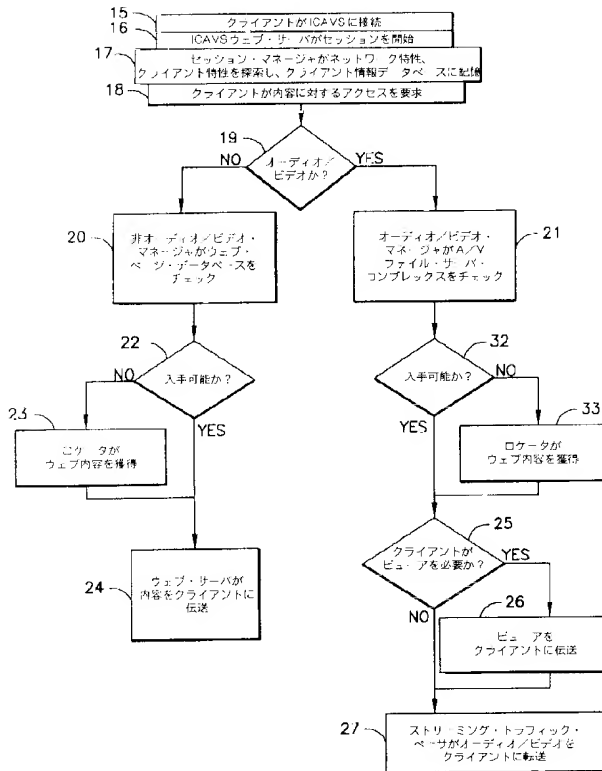 15
クライアントがICAVSに接続
16
ICAVSウェブ・サーバがセッションを開始
17
セッション・マネージャがネットワーク特性、
クライアント特性を探索し、クライアント情報データベースに記憶
18
クライアントが内容に対するアクセスを要求
19
オーディオ/
ビデオか?
NO
YES
20
非オーディオ/ビデオ・
マネージャがウェブ・
ページ・データベースを
チェック
21
オーディオ/ビデオ・
マネージャがA/V
ファイル・サーバ・
コンプレックスをチェック
22
入手可能か?
NO
YES
32
入手可能か?
NO
YES
23
ロケータが
ウェブ内容を獲得
33
ロケータが
ウェブ内容を獲得
24
ウェブ・サーバが
内容をクライアントに
伝送
25
クライアントが
ビューアを必要か?
YES
NO
26
ビューアを
クライアントに伝送
27
ストリーミング・トラフィック・
ペーサがオーディオ/ビデオを
クライアントに転送